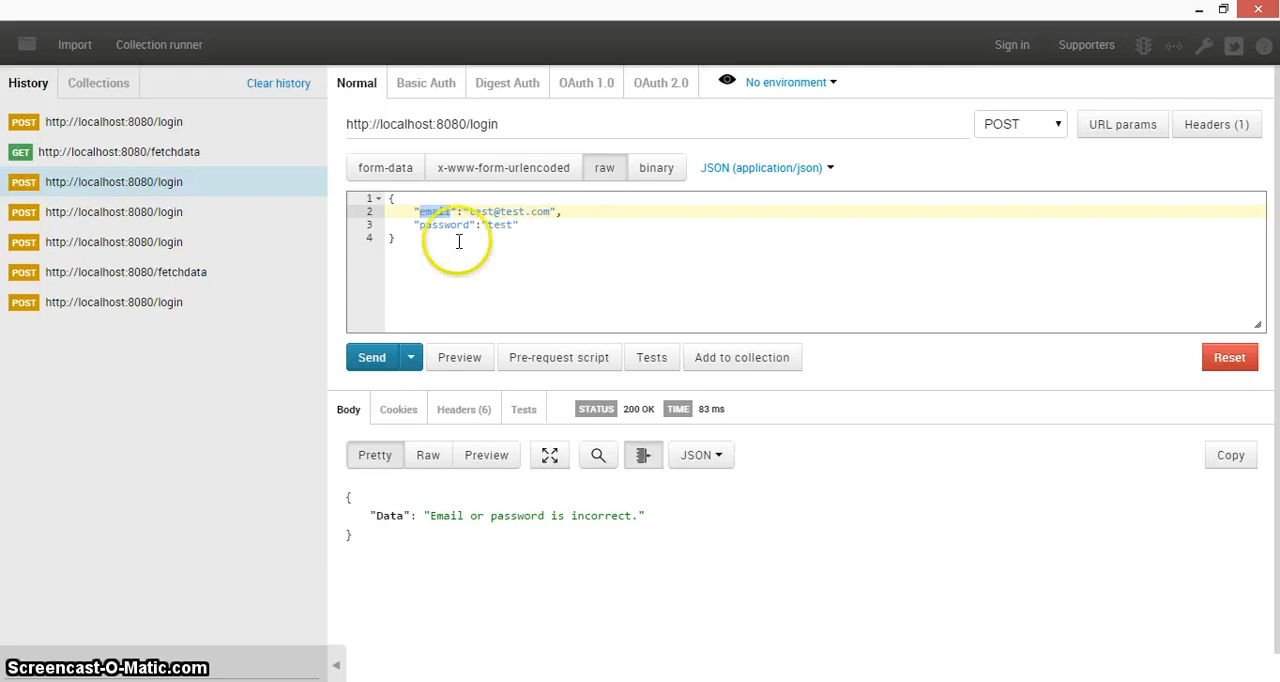 Import Collection runner Sign in Supporters
History Collections Clear history
Normal Basic Auth Digest Auth OAuth 1.0 OAuth 2.0 No environment
POST http://localhost:8080/login
GET http://localhost:8080/fetchdata
POST http://localhost:8080/login
POST http://localhost:8080/login
POST http://localhost:8080/login
POST http://localhost:8080/fetchdata
POST http://localhost:8080/login
http://localhost:8080/login POST URL params Headers (1)
form-data x-www-form-urlencoded raw binary JSON (application/json)
1 {
2 "email":"test@test.com",
3 "password":"test"
4 }
Send Preview Pre-request script Tests Add to collection Reset
Body Cookies Headers (6) Tests STATUS 200 OK TIME 83 ms
Pretty Raw Preview JSON Copy
{
"Data": "Email or password is incorrect."
}
Screencast-O-Matic.com